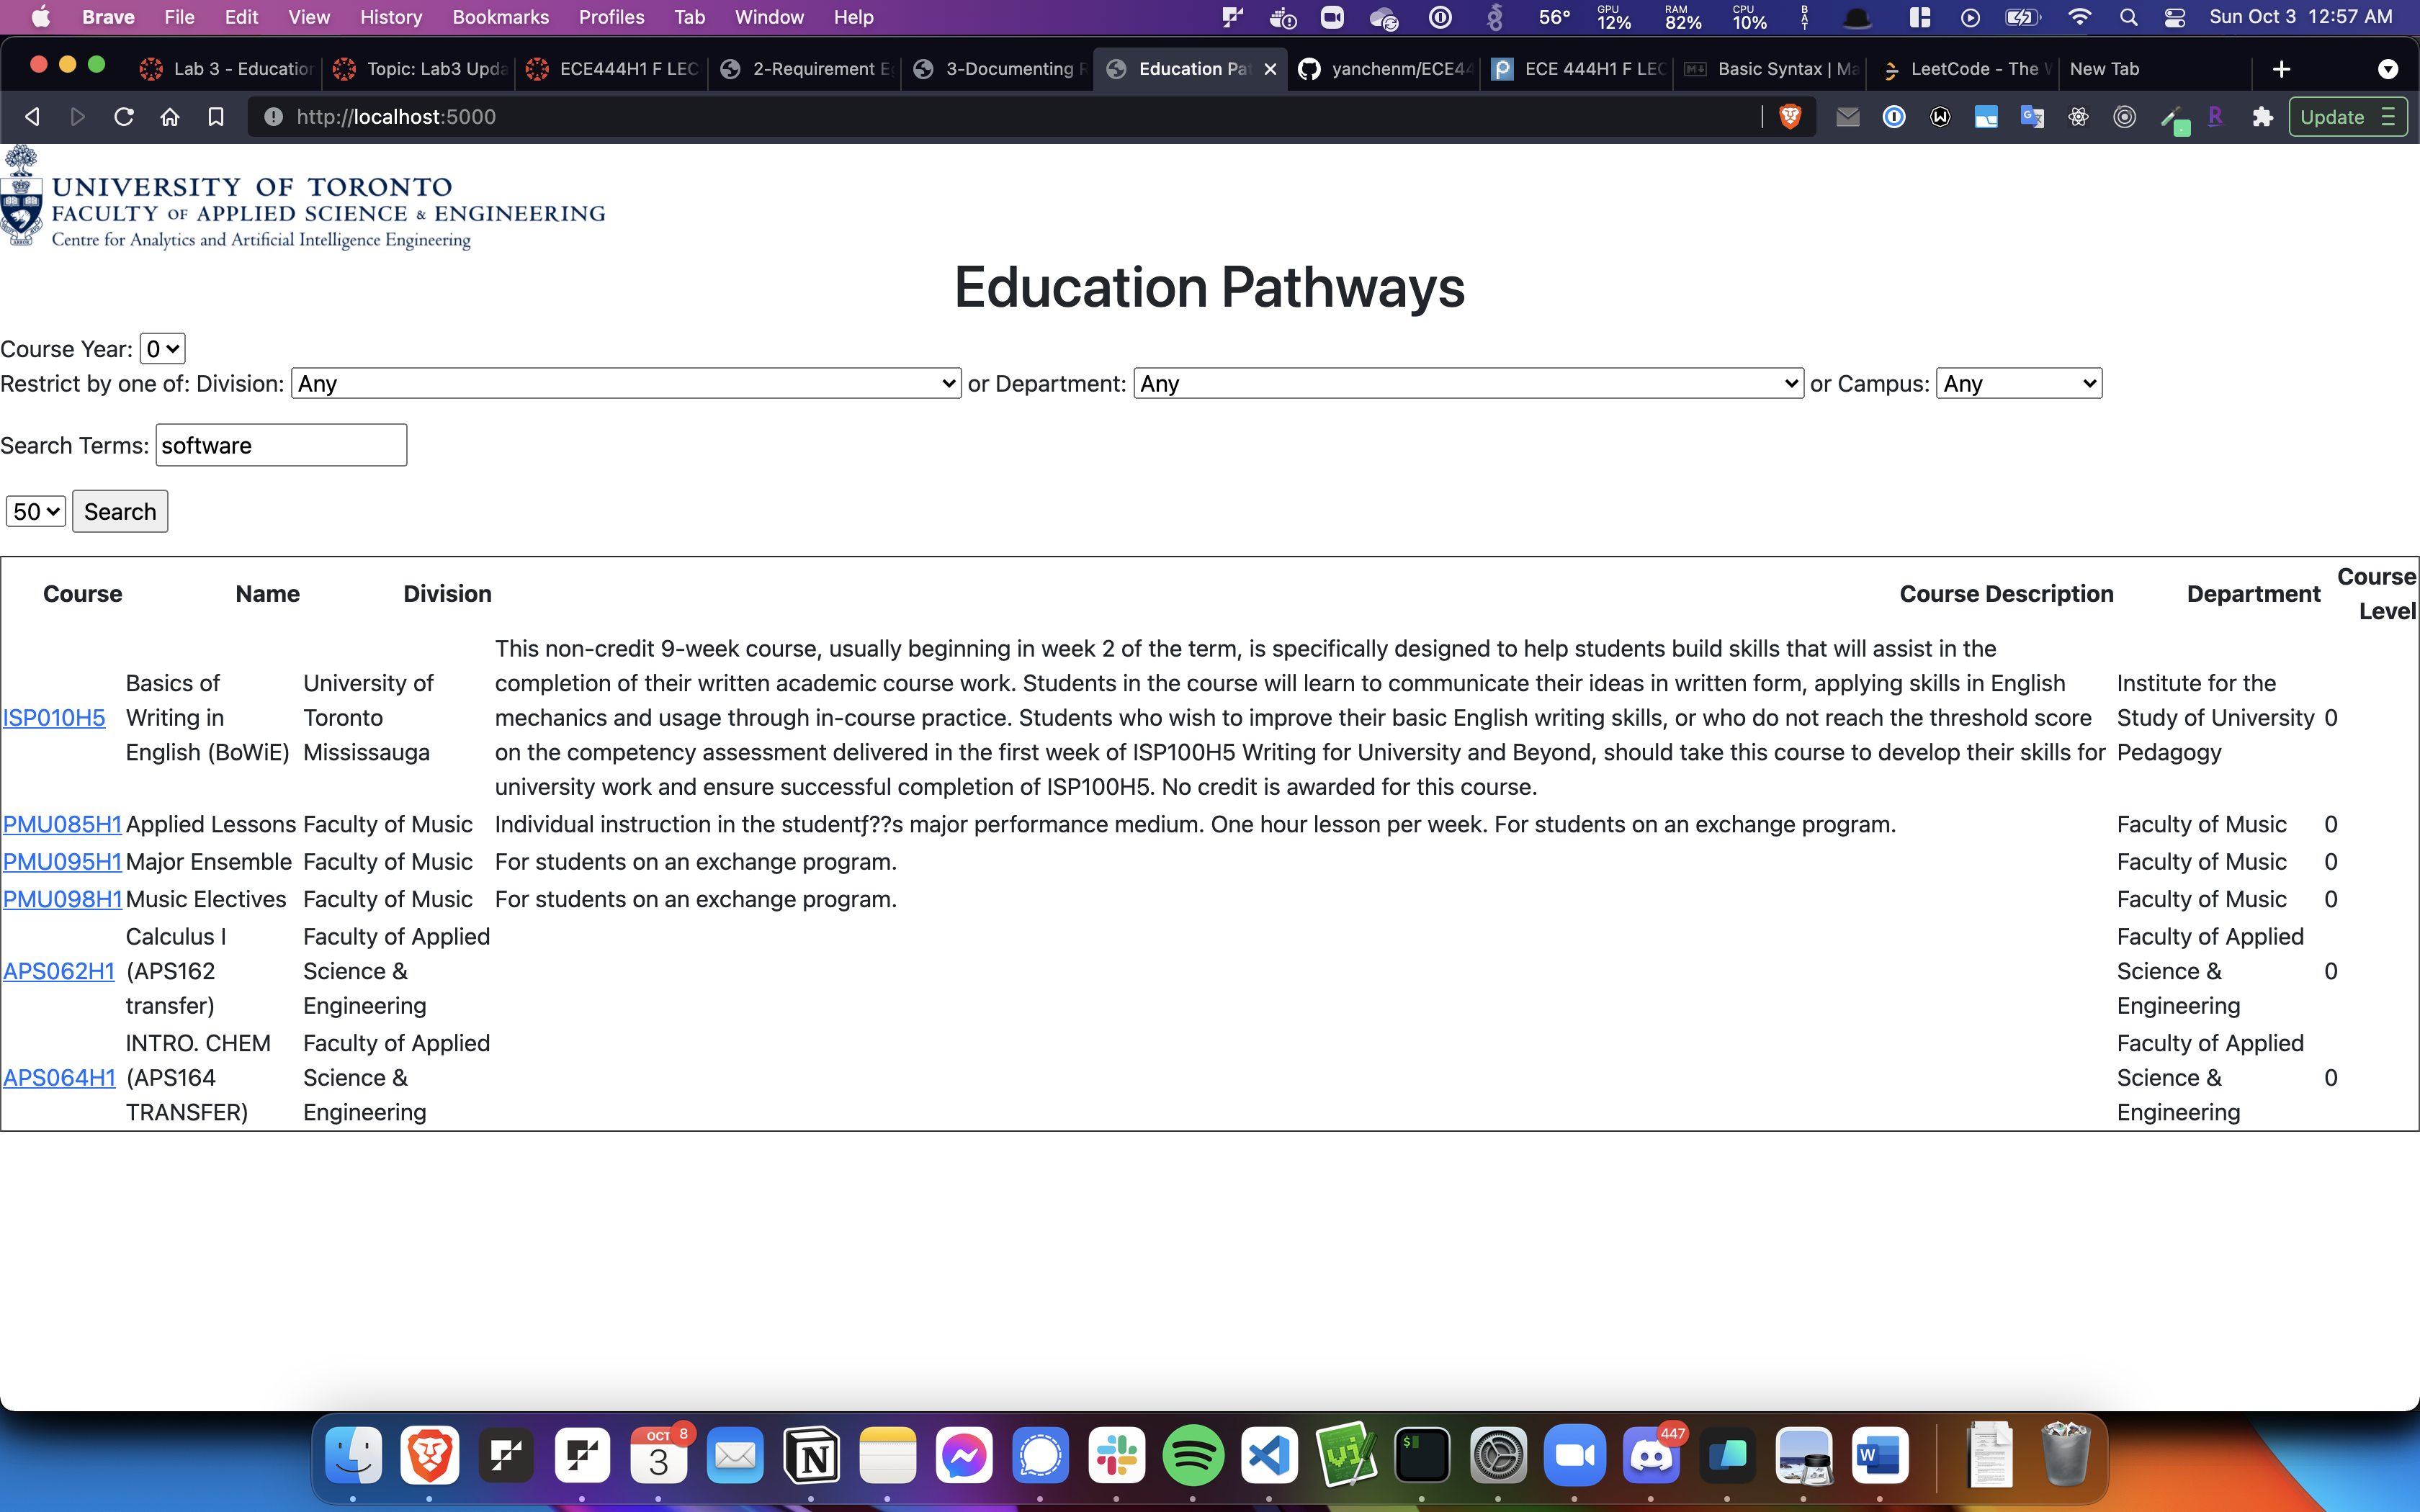 Brave File Edit View History Bookmarks Profiles Tab Window Help 56° GPU 12% RAM 82% CPU 10% BAT Sun Oct 3 12:57 AM
Lab 3 - Education Topic: Lab3 Upda ECE444H1 F LEC 2-Requirement E 3-Documenting R Education Pat yanchenm/ECE44 ECE 444H1 F LEC Basic Syntax | Ma LeetCode - The W New Tab
http://localhost:5000 Update
UNIVERSITY OF TORONTO
FACULTY OF APPLIED SCIENCE & ENGINEERING
Centre for Analytics and Artificial Intelligence Engineering
Education Pathways
Course Year: 0
Restrict by one of: Division: Any or Department: Any or Campus: Any
Search Terms: software
50 Search
Course Name Division Course Description Department Course Level
ISP010H5
Basics of
Writing in
English (BoWiE)
University of
Toronto
Mississauga
This non-credit 9-week course, usually beginning in week 2 of the term, is specifically designed to help students build skills that will assist in the
completion of their written academic course work. Students in the course will learn to communicate their ideas in written form, applying skills in English
mechanics and usage through in-course practice. Students who wish to improve their basic English writing skills, or who do not reach the threshold score
on the competency assessment delivered in the first week of ISP100H5 Writing for University and Beyond, should take this course to develop their skills for
university work and ensure successful completion of ISP100H5. No credit is awarded for this course.
Institute for the
Study of University
Pedagogy
0
PMU085H1 Applied Lessons Faculty of Music Individual instruction in the studentƒ??s major performance medium. One hour lesson per week. For students on an exchange program. Faculty of Music 0
PMU095H1 Major Ensemble Faculty of Music For students on an exchange program. Faculty of Music 0
PMU098H1 Music Electives Faculty of Music For students on an exchange program. Faculty of Music 0
APS062H1
Calculus I
(APS162
transfer)
Faculty of Applied
Science &
Engineering
Faculty of Applied
Science &
Engineering
0
APS064H1
INTRO. CHEM
(APS164
TRANSFER)
Faculty of Applied
Science &
Engineering
Faculty of Applied
Science &
Engineering
0
OCT 3 8 447